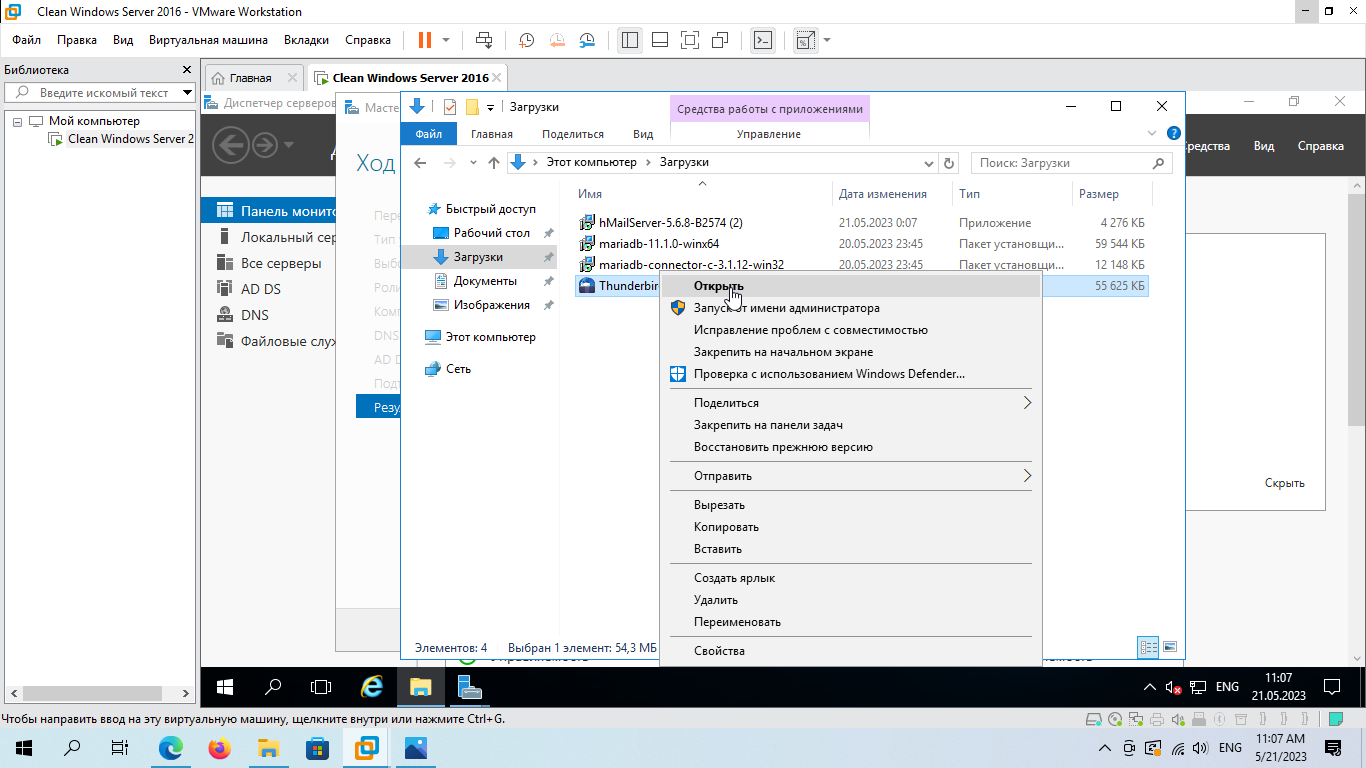 Clean Windows Server 2016 - VMware Workstation
Файл Правка Вид Виртуальная машина Вкладки Справка
Библиотека
Введите искомый текст
Мой компьютер
Clean Windows Server 2
Главная
Clean Windows Server 2016
Диспетчер серверов
Масте
Загрузки
Средства работы с приложениями
Файл Главная Поделиться Вид Управление
Этот компьютер Загрузки
Поиск: Загрузки
редства Вид Справка
Ход
Панель монито
Локальный сер
Все серверы
AD DS
DNS
Файловые слу
Пере
Тип
Выбо
Роли
Комп
DNS
AD D
Подт
Резу
Быстрый доступ
Рабочий стол
Загрузки
Документы
Изображения
Этот компьютер
Сеть
Имя Дата изменения Тип Размер
hMailServer-5.6.8-B2574 (2) 21.05.2023 0:07 Приложение 4 276 КБ
mariadb-11.1.0-winx64 20.05.2023 23:45 Пакет установщи... 59 544 КБ
mariadb-connector-c-3.1.12-win32 20.05.2023 23:45 Пакет установщи... 12 148 КБ
Thunderbir 55 625 КБ
Открыть
Запуск от имени администратора
Исправление проблем с совместимостью
Закрепить на начальном экране
Проверка с использованием Windows Defender...
Поделиться
Закрепить на панели задач
Восстановить прежнюю версию
Отправить
Вырезать
Копировать
Вставить
Создать ярлык
Удалить
Переименовать
Свойства
Скрыть
Элементов: 4 Выбран 1 элемент: 54,3 МБ
ENG
11:07
21.05.2023
Чтобы направить ввод на эту виртуальную машину, щелкните внутри или нажмите Ctrl+G.
ENG
11:07 AM
5/21/2023